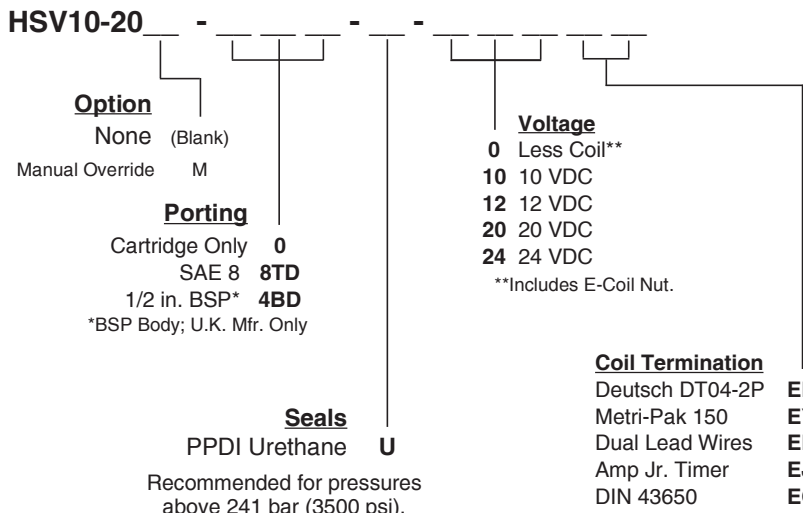 HSV10-20__ - __ __ __ - __ - __ __ __ __ __
Option
None (Blank)
Manual Override M
Porting
Cartridge Only 0
SAE 8 8TD
1/2 in. BSP* 4BD
*BSP Body; U.K. Mfr. Only
Seals
PPDI Urethane U
Recommended for pressures
above 241 bar (3500 psi).
Voltage
0 Less Coil**
10 10 VDC
12 12 VDC
20 20 VDC
24 24 VDC
**Includes E-Coil Nut.
Coil Termination
Deutsch DT04-2P
Metri-Pak 150
Dual Lead Wires
Amp Jr. Timer
DIN 43650